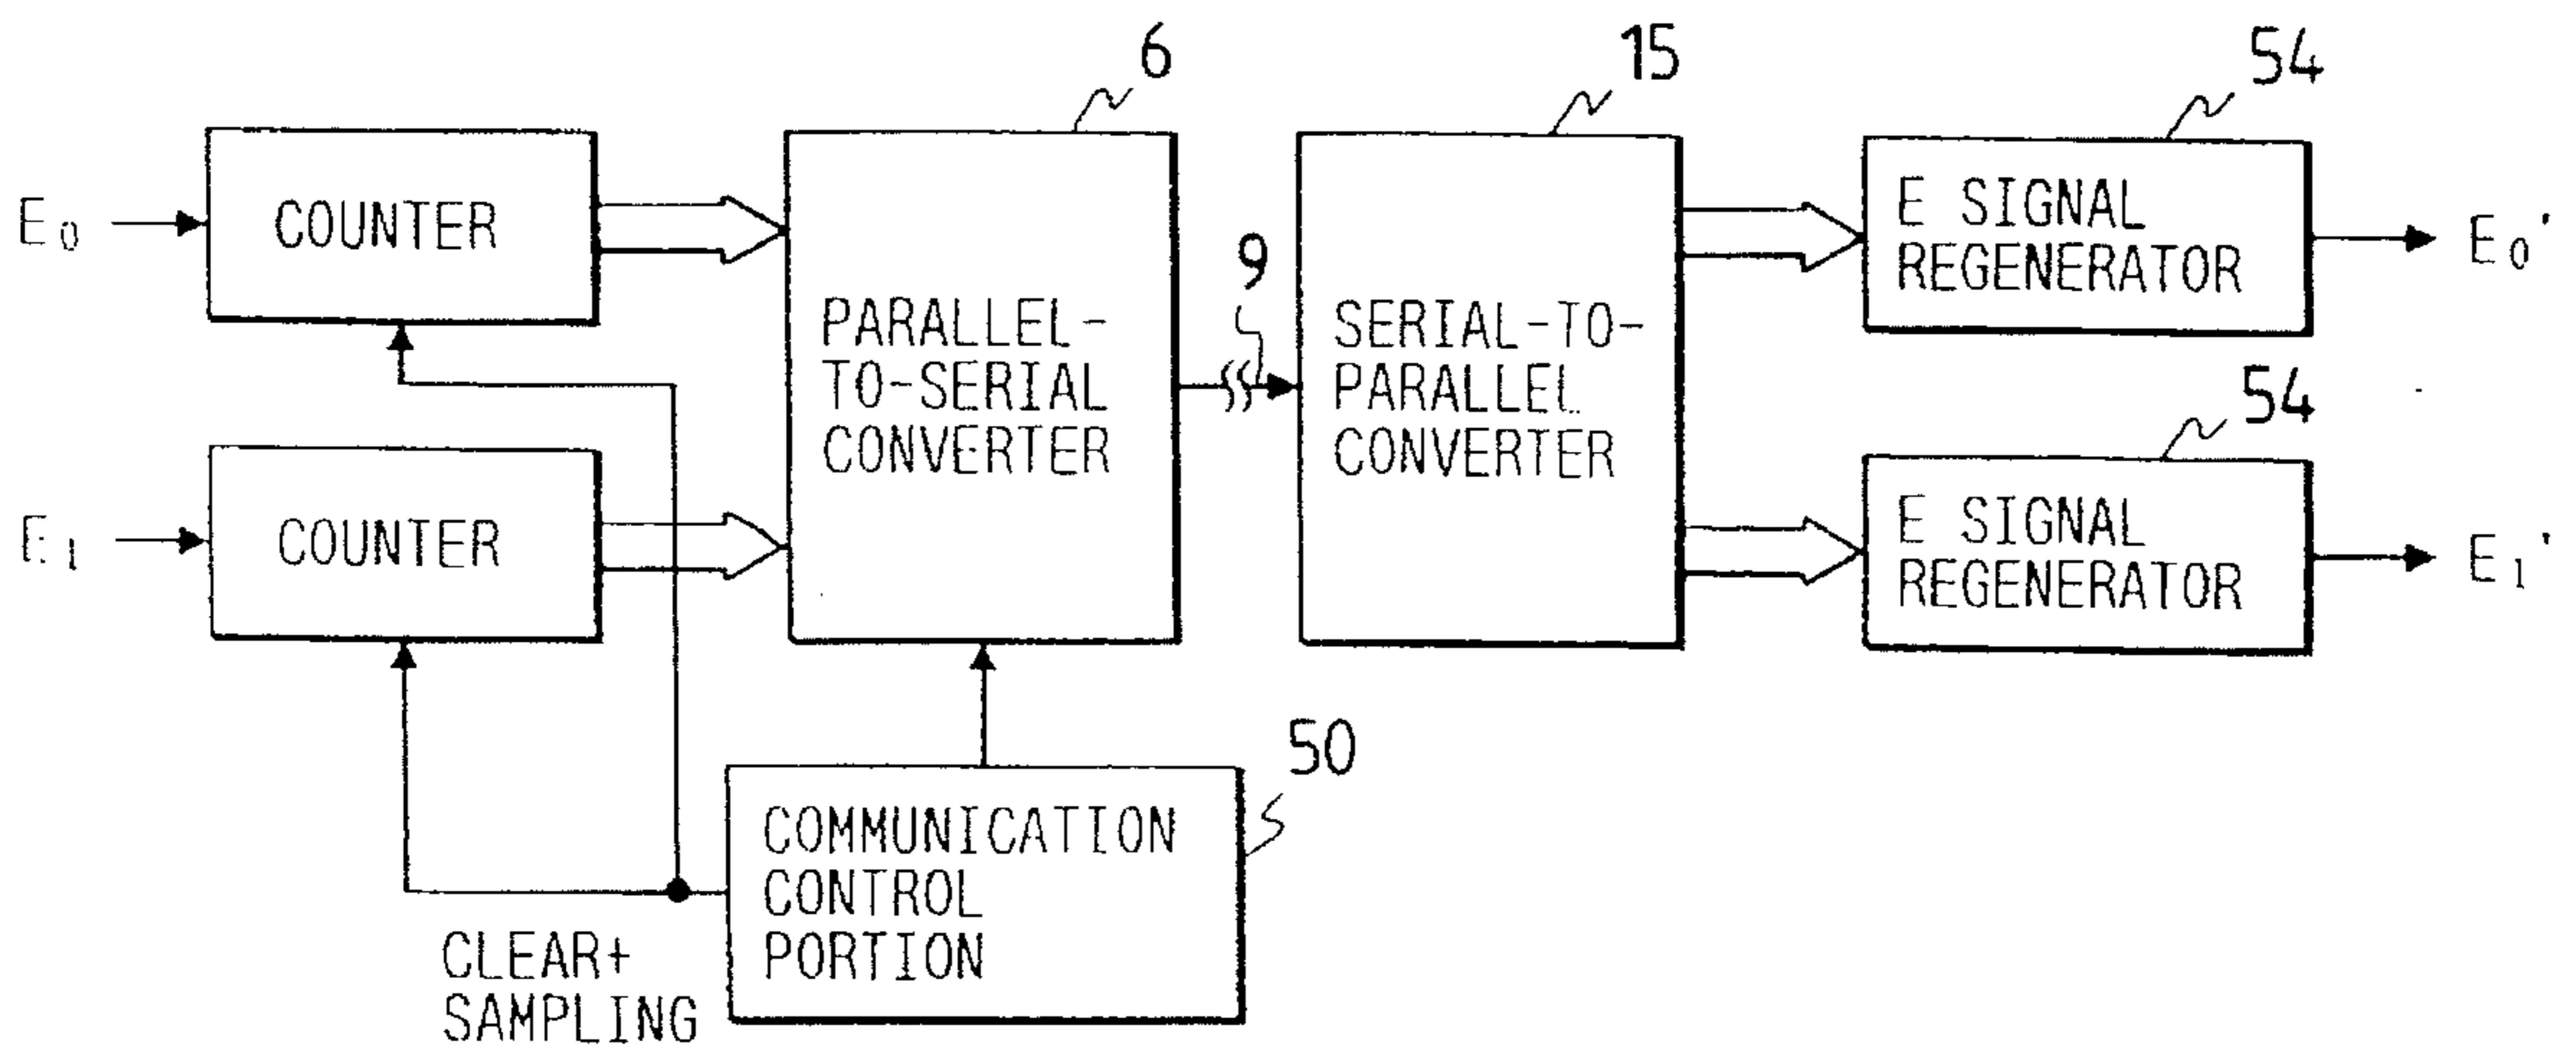 6
15
54
E0
COUNTER
PARALLEL-
TO-SERIAL
CONVERTER
9
SERIAL-TO-
PARALLEL
CONVERTER
E SIGNAL
REGENERATOR
E0'
54
E1
COUNTER
E SIGNAL
REGENERATOR
E1'
50
COMMUNICATION
CONTROL
PORTION
CLEAR+
SAMPLING